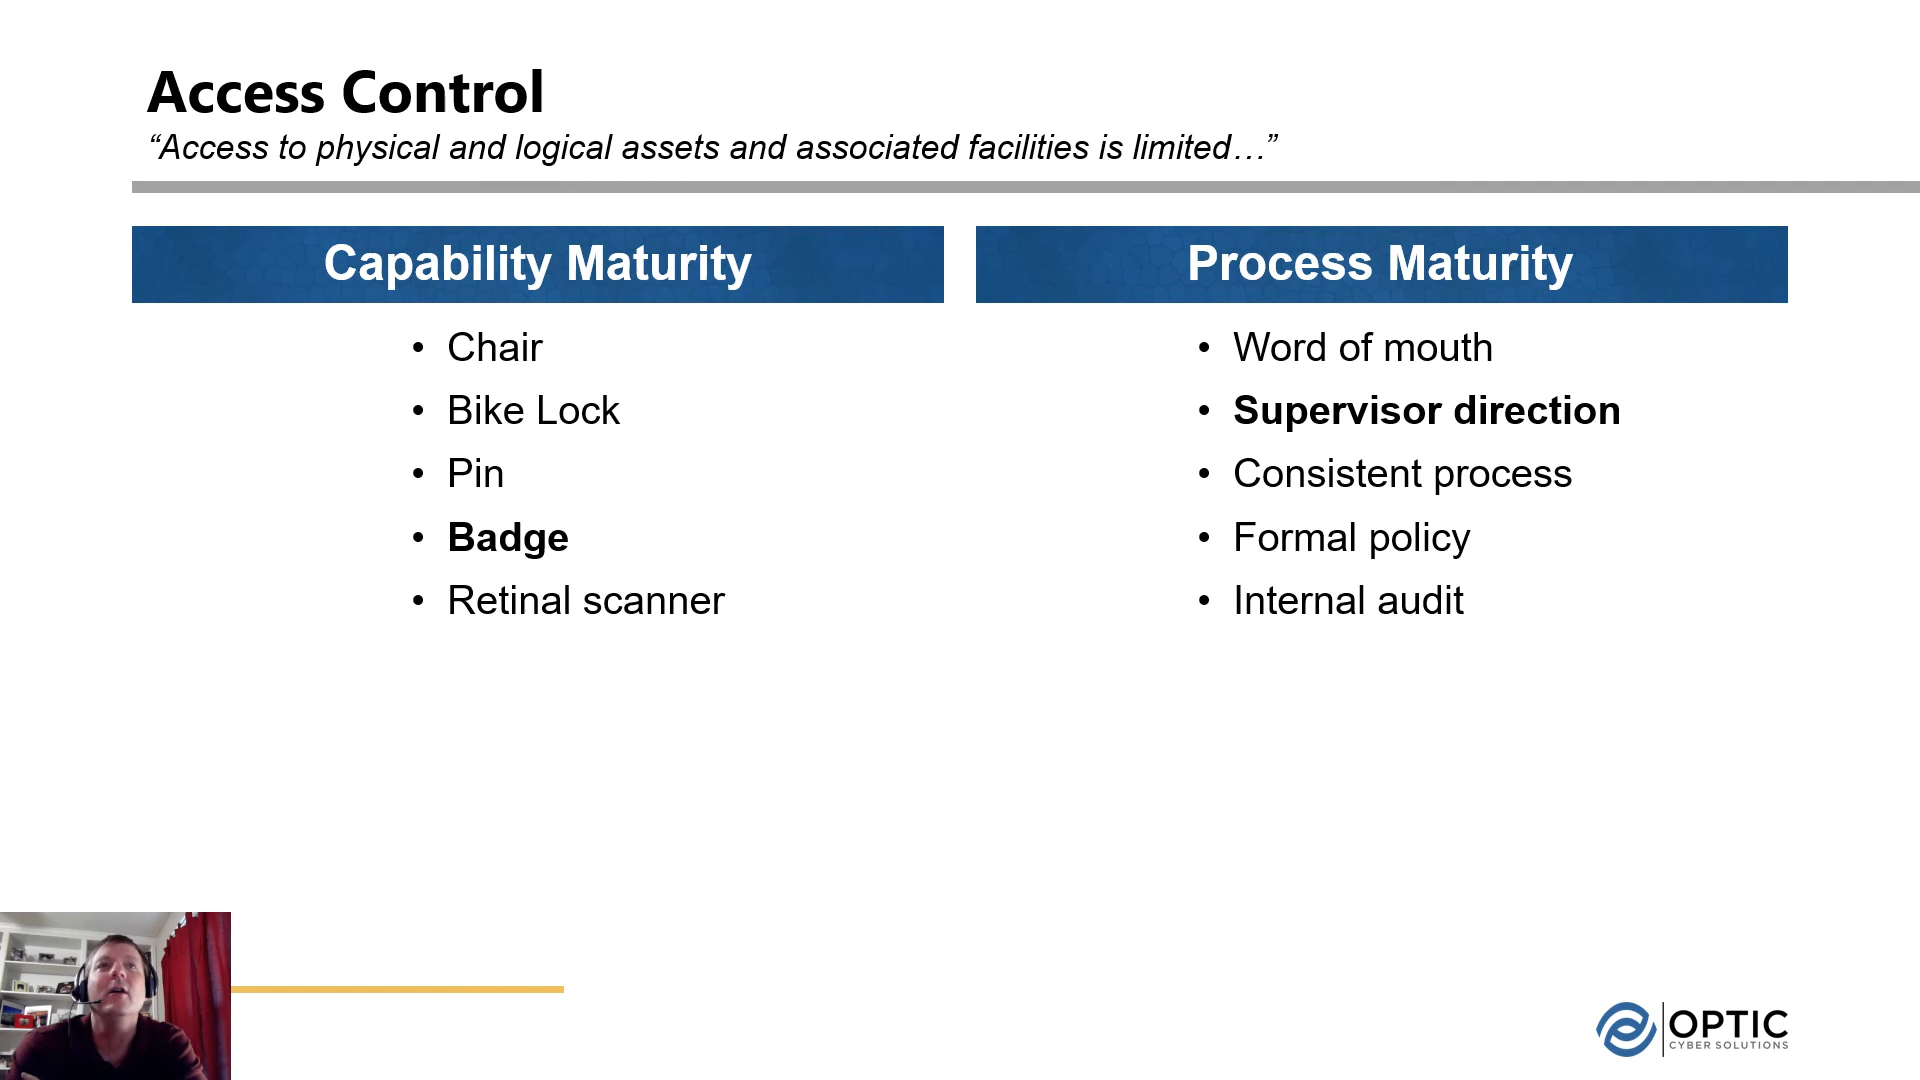 Access Control
“Access to physical and logical assets and associated facilities is limited…”
Capability Maturity
• Chair
• Bike Lock
• Pin
• Badge
• Retinal scanner
Process Maturity
• Word of mouth
• Supervisor direction
• Consistent process
• Formal policy
• Internal audit
OPTIC
CYBER SOLUTIONS